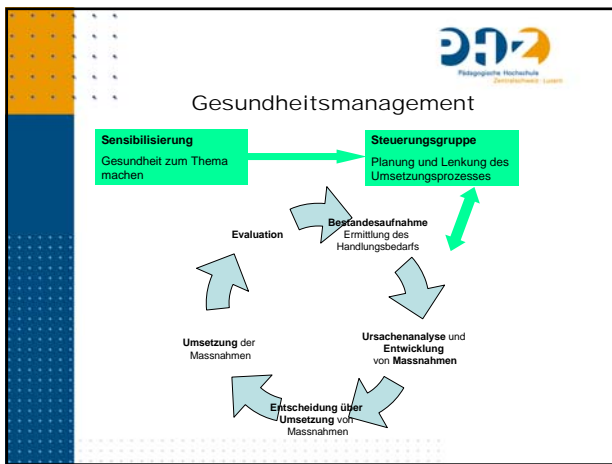 PHZ
Pädagogische Hochschule
Zentralschweiz Luzern
Gesundheitsmanagement
Sensibilisierung
Gesundheit zum Thema
machen
Steuerungsgruppe
Planung und Lenkung des
Umsetzungsprozesses
Bestandesaufnahme
Ermittlung des
Handlungsbedarfs
Ursachenanalyse und
Entwicklung
von Massnahmen
Entscheidung über
Umsetzung von
Massnahmen
Umsetzung der
Massnahmen
Evaluation